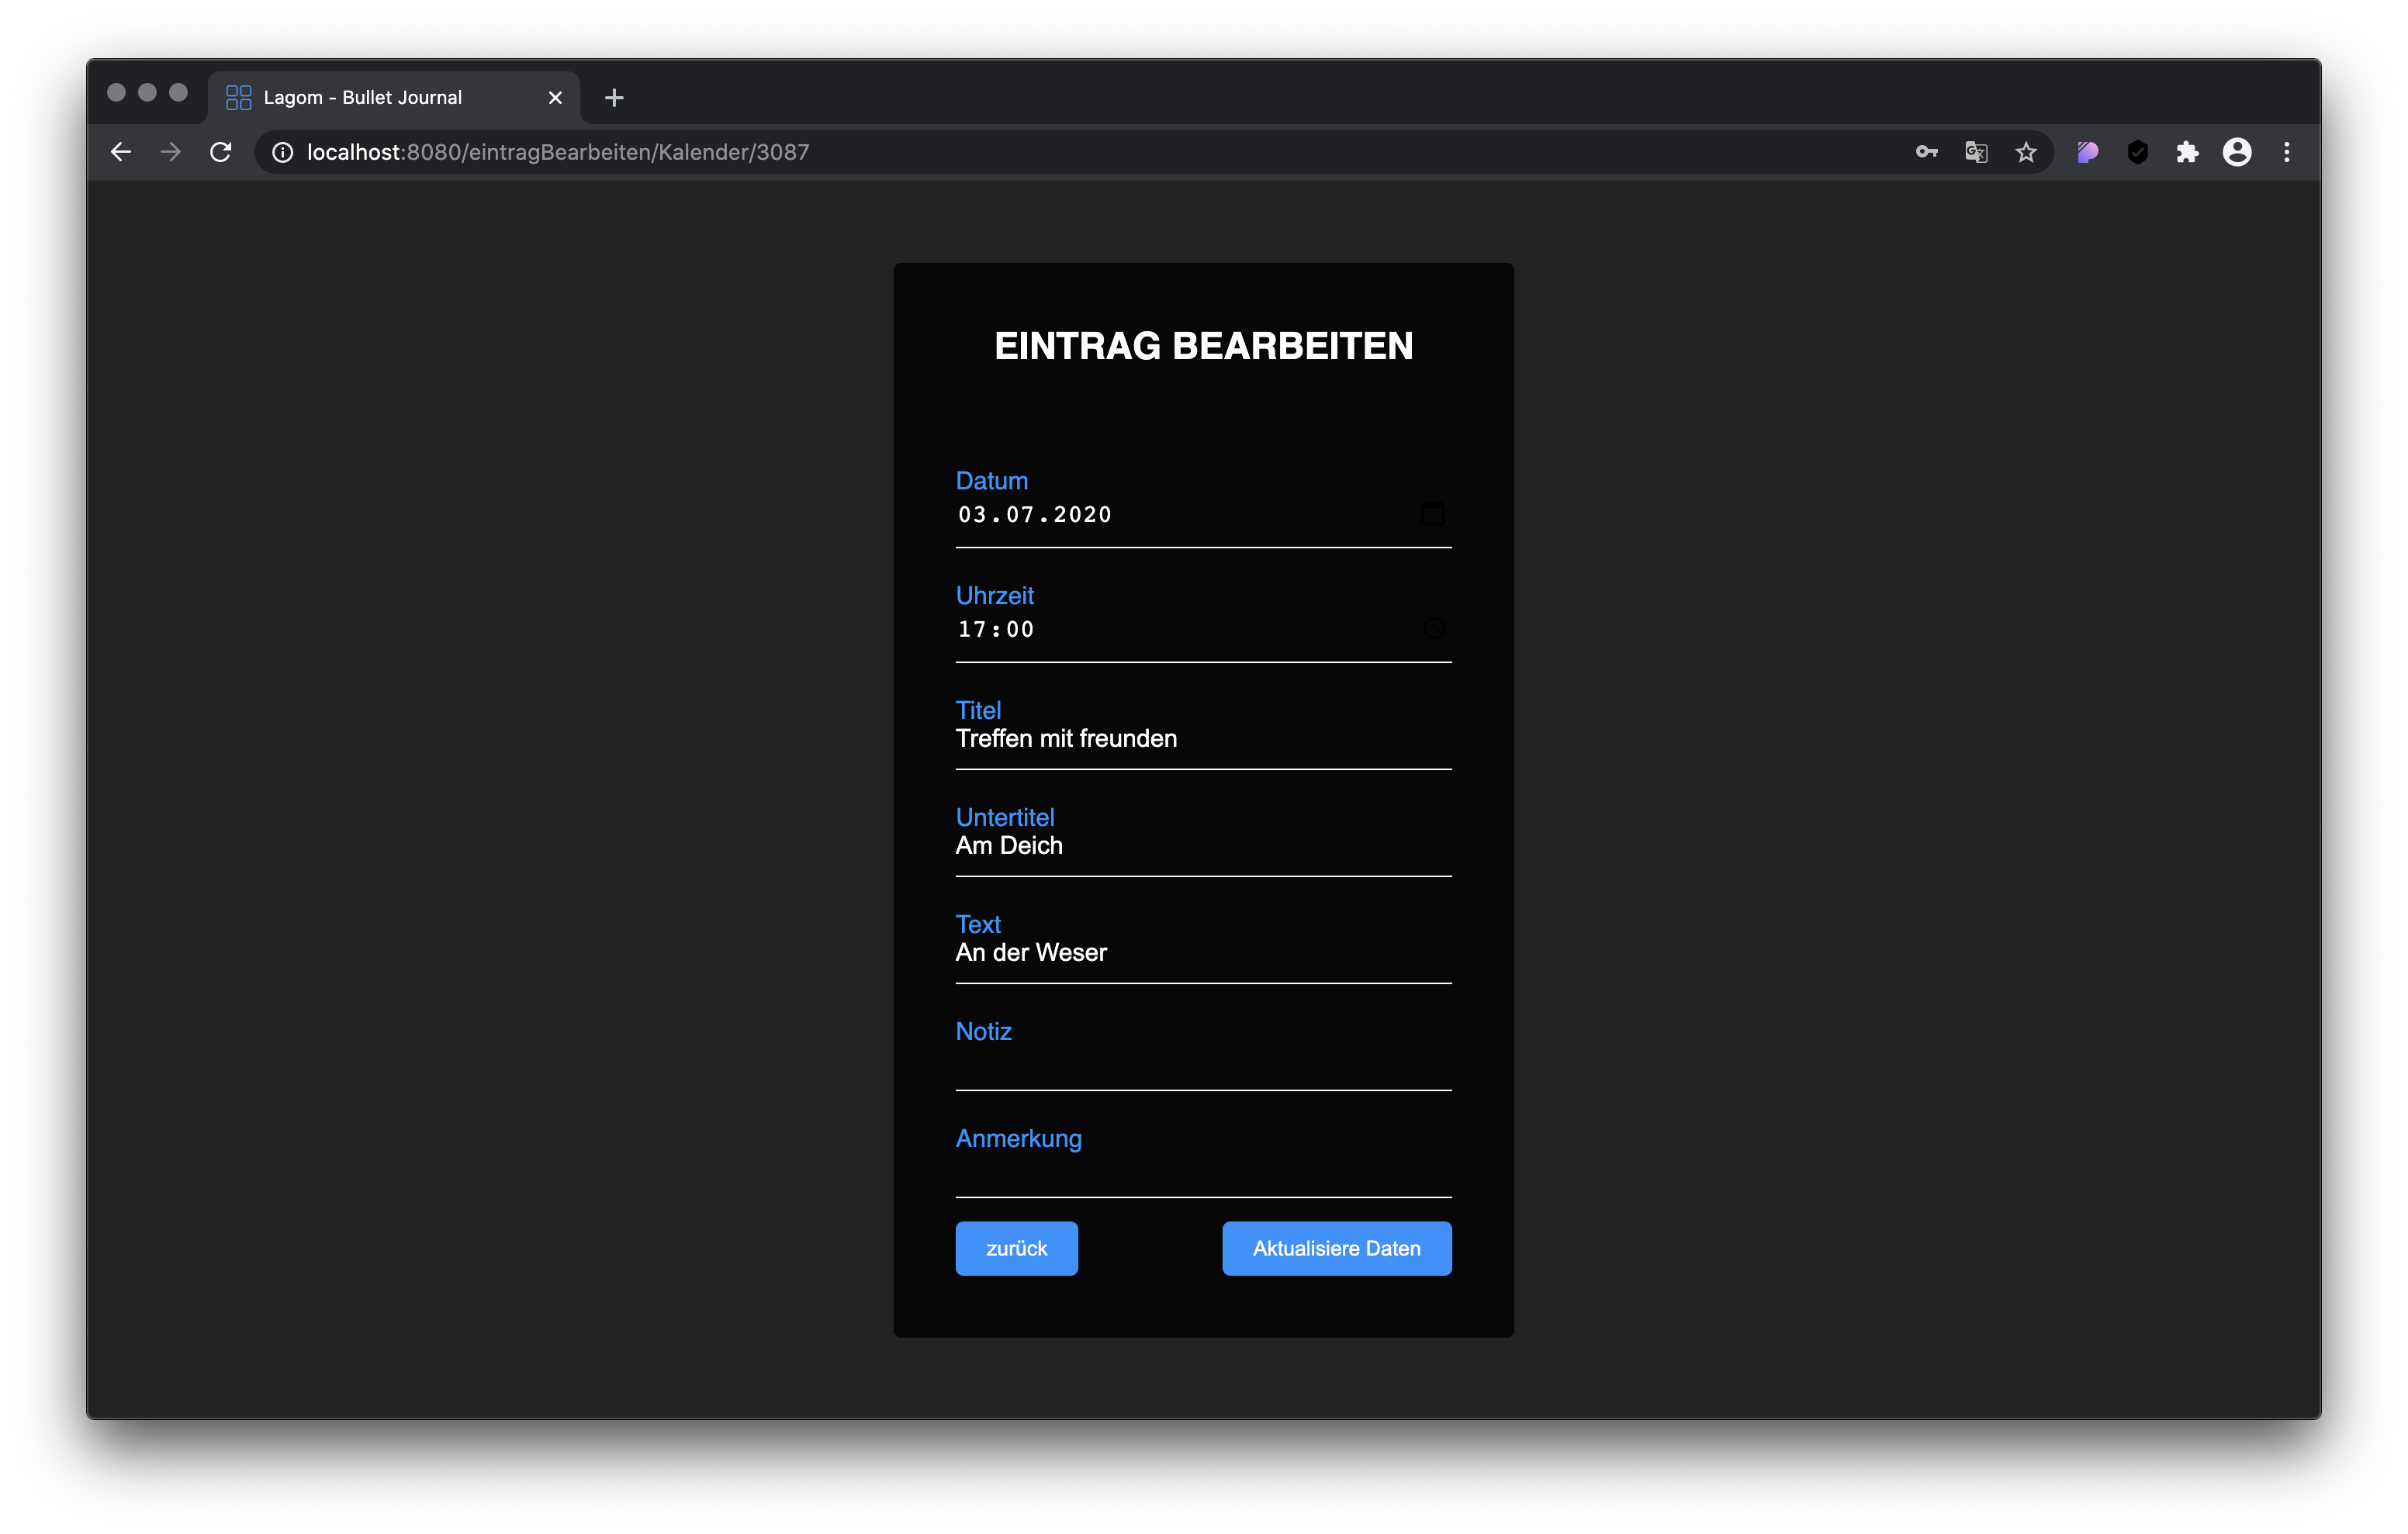 Lagom - Bullet Journal
localhost:8080/eintragBearbeiten/Kalender/3087
EINTRAG BEARBEITEN
Datum
03.07.2020
Uhrzeit
17:00
Titel
Treffen mit freunden
Untertitel
Am Deich
Text
An der Weser
Notiz
Anmerkung
zurück
Aktualisiere Daten